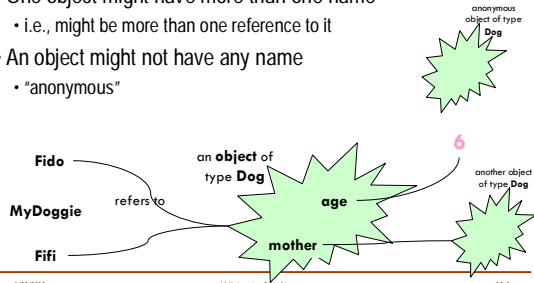 One object might have more than one name
• i.e., might be more than one reference to it
• An object might not have any name
• "anonymous"
anonymous
object of type
Dog
6
Fido
an object of
type Dog
another object
of type Dog
age
MyDoggie
refers to
mother
Fifi